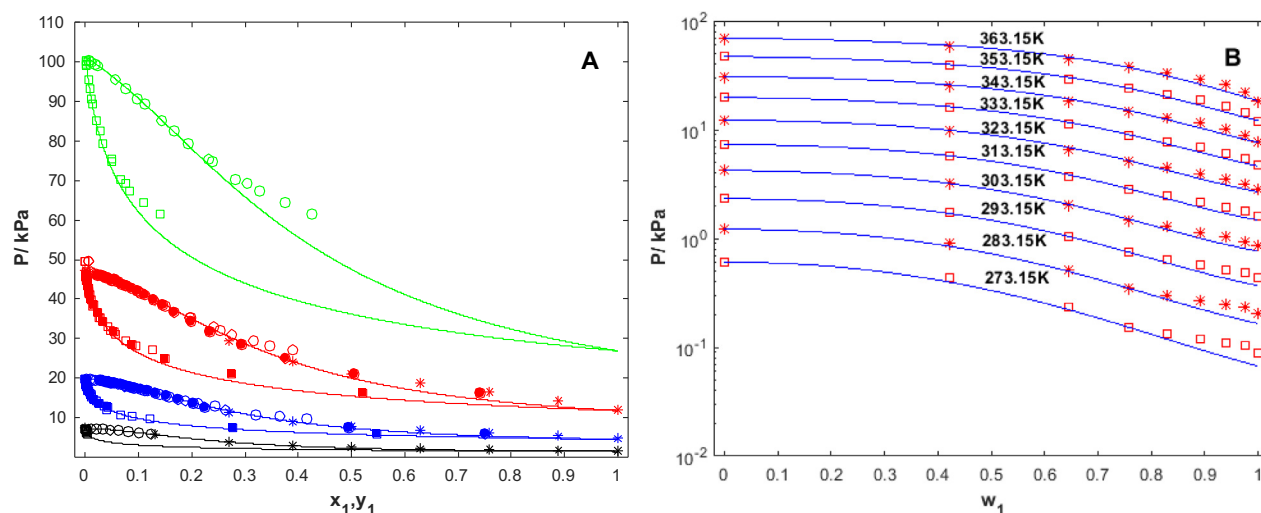 110
100
90
80
70
60
50
40
30
20
10
0
0.1
0.2
0.3
0.4
0.5
0.6
0.7
0.8
0.9
1
P/ kPa
x1,y1
A
10^2
10^1
10^0
10^-1
10^-2
0
0.1
0.2
0.3
0.4
0.5
0.6
0.7
0.8
0.9
1
P/ kPa
w1
B
363.15K
353.15K
343.15K
333.15K
323.15K
313.15K
303.15K
293.15K
283.15K
273.15K